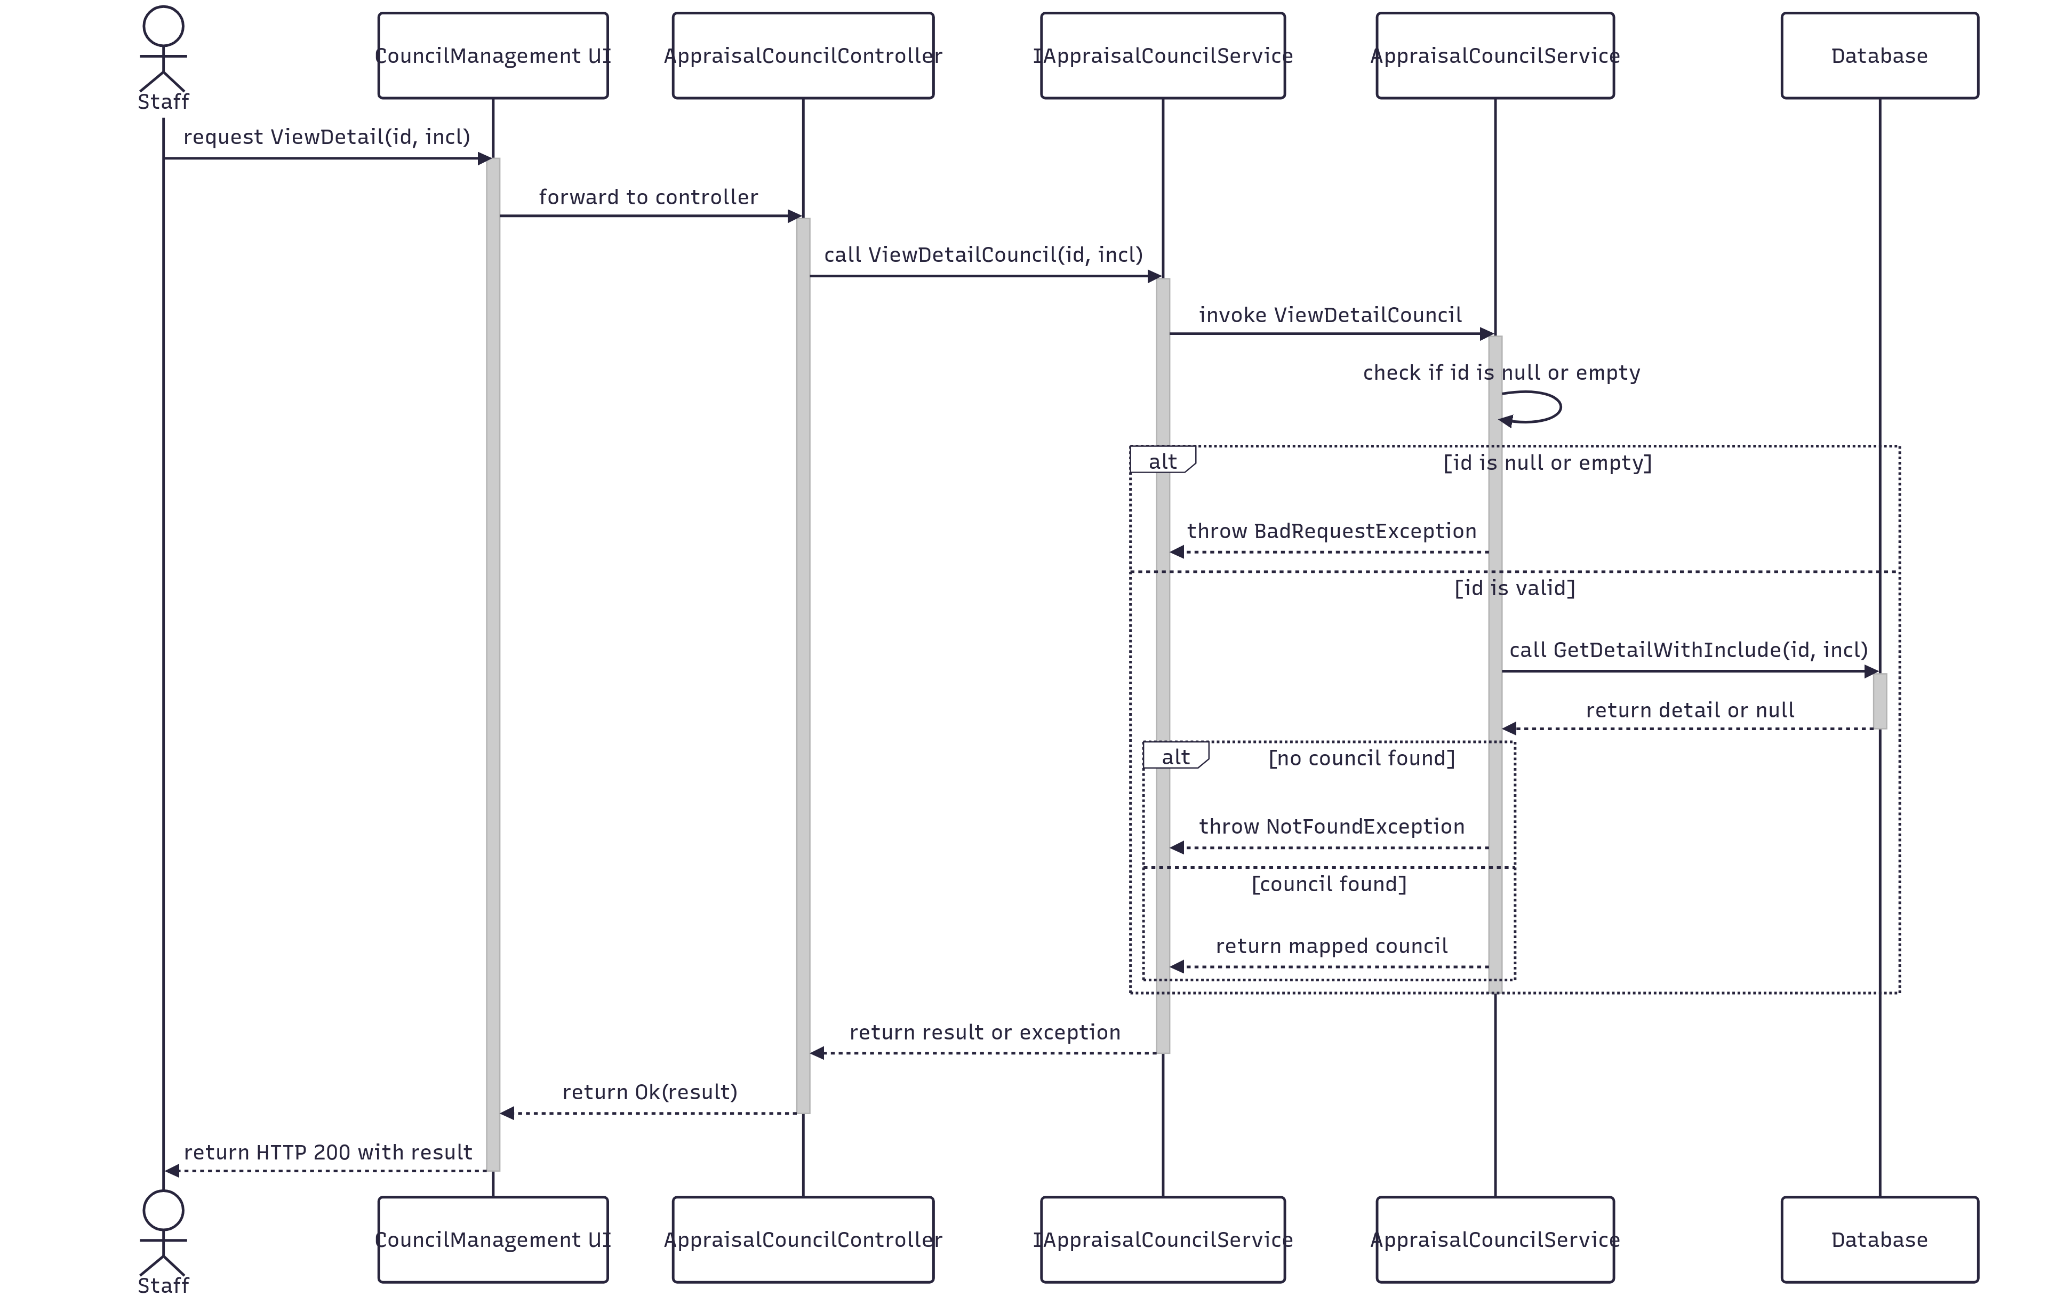 Staff
CouncilManagement UI
AppraisalCouncilController
IAppraisalCouncilService
AppraisalCouncilService
Database
request ViewDetail(id, incl)
forward to controller
call ViewDetailCouncil(id, incl)
invoke ViewDetailCouncil
check if id is null or empty
alt
[id is null or empty]
throw BadRequestException
[id is valid]
call GetDetailWithInclude(id, incl)
return detail or null
alt
[no council found]
throw NotFoundException
[council found]
return mapped council
return result or exception
return Ok(result)
return HTTP 200 with result
Staff
CouncilManagement UI
AppraisalCouncilController
IAppraisalCouncilService
AppraisalCouncilService
Database